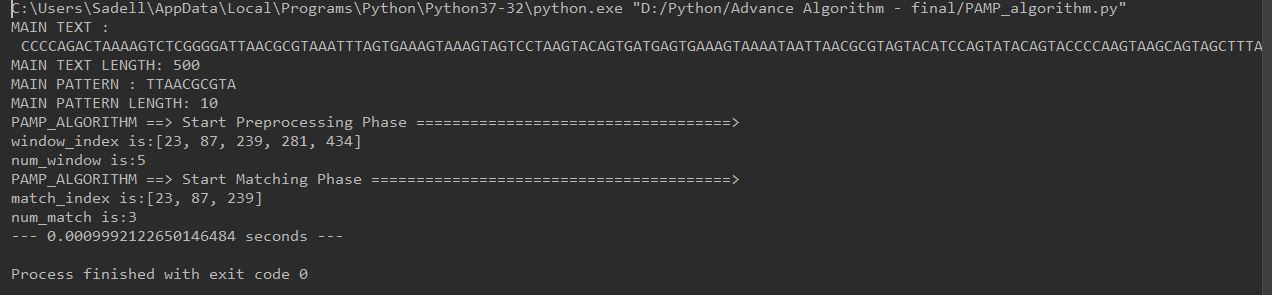 C:\Users\Sadell\AppData\Local\Programs\Python\Python37-32\python.exe "D:/Python/Advance Algorithm - final/PAMP_algorithm.py"
MAIN TEXT :
CCCCAGACTAAAAGTCTCGGGGATTAACGCGTAAATTTAGTGAAAGTAAAGTAGTCCTAAGTACAGTGATGAGTGAAAGTAAAATAATTAACGCGTAGTACATCCAGTATACAGTACCCCAAGTAAGCAGTAGCTTTA
MAIN TEXT LENGTH: 500
MAIN PATTERN : TTAACGCGTA
MAIN PATTERN LENGTH: 10
PAMP_ALGORITHM ==> Start Preprocessing Phase ===================================>
window_index is:[23, 87, 239, 281, 434]
num_window is:5
PAMP_ALGORITHM ==> Start Matching Phase ========================================>
match_index is:[23, 87, 239]
num_match is:3
--- 0.0009992122650146484 seconds ---
Process finished with exit code 0